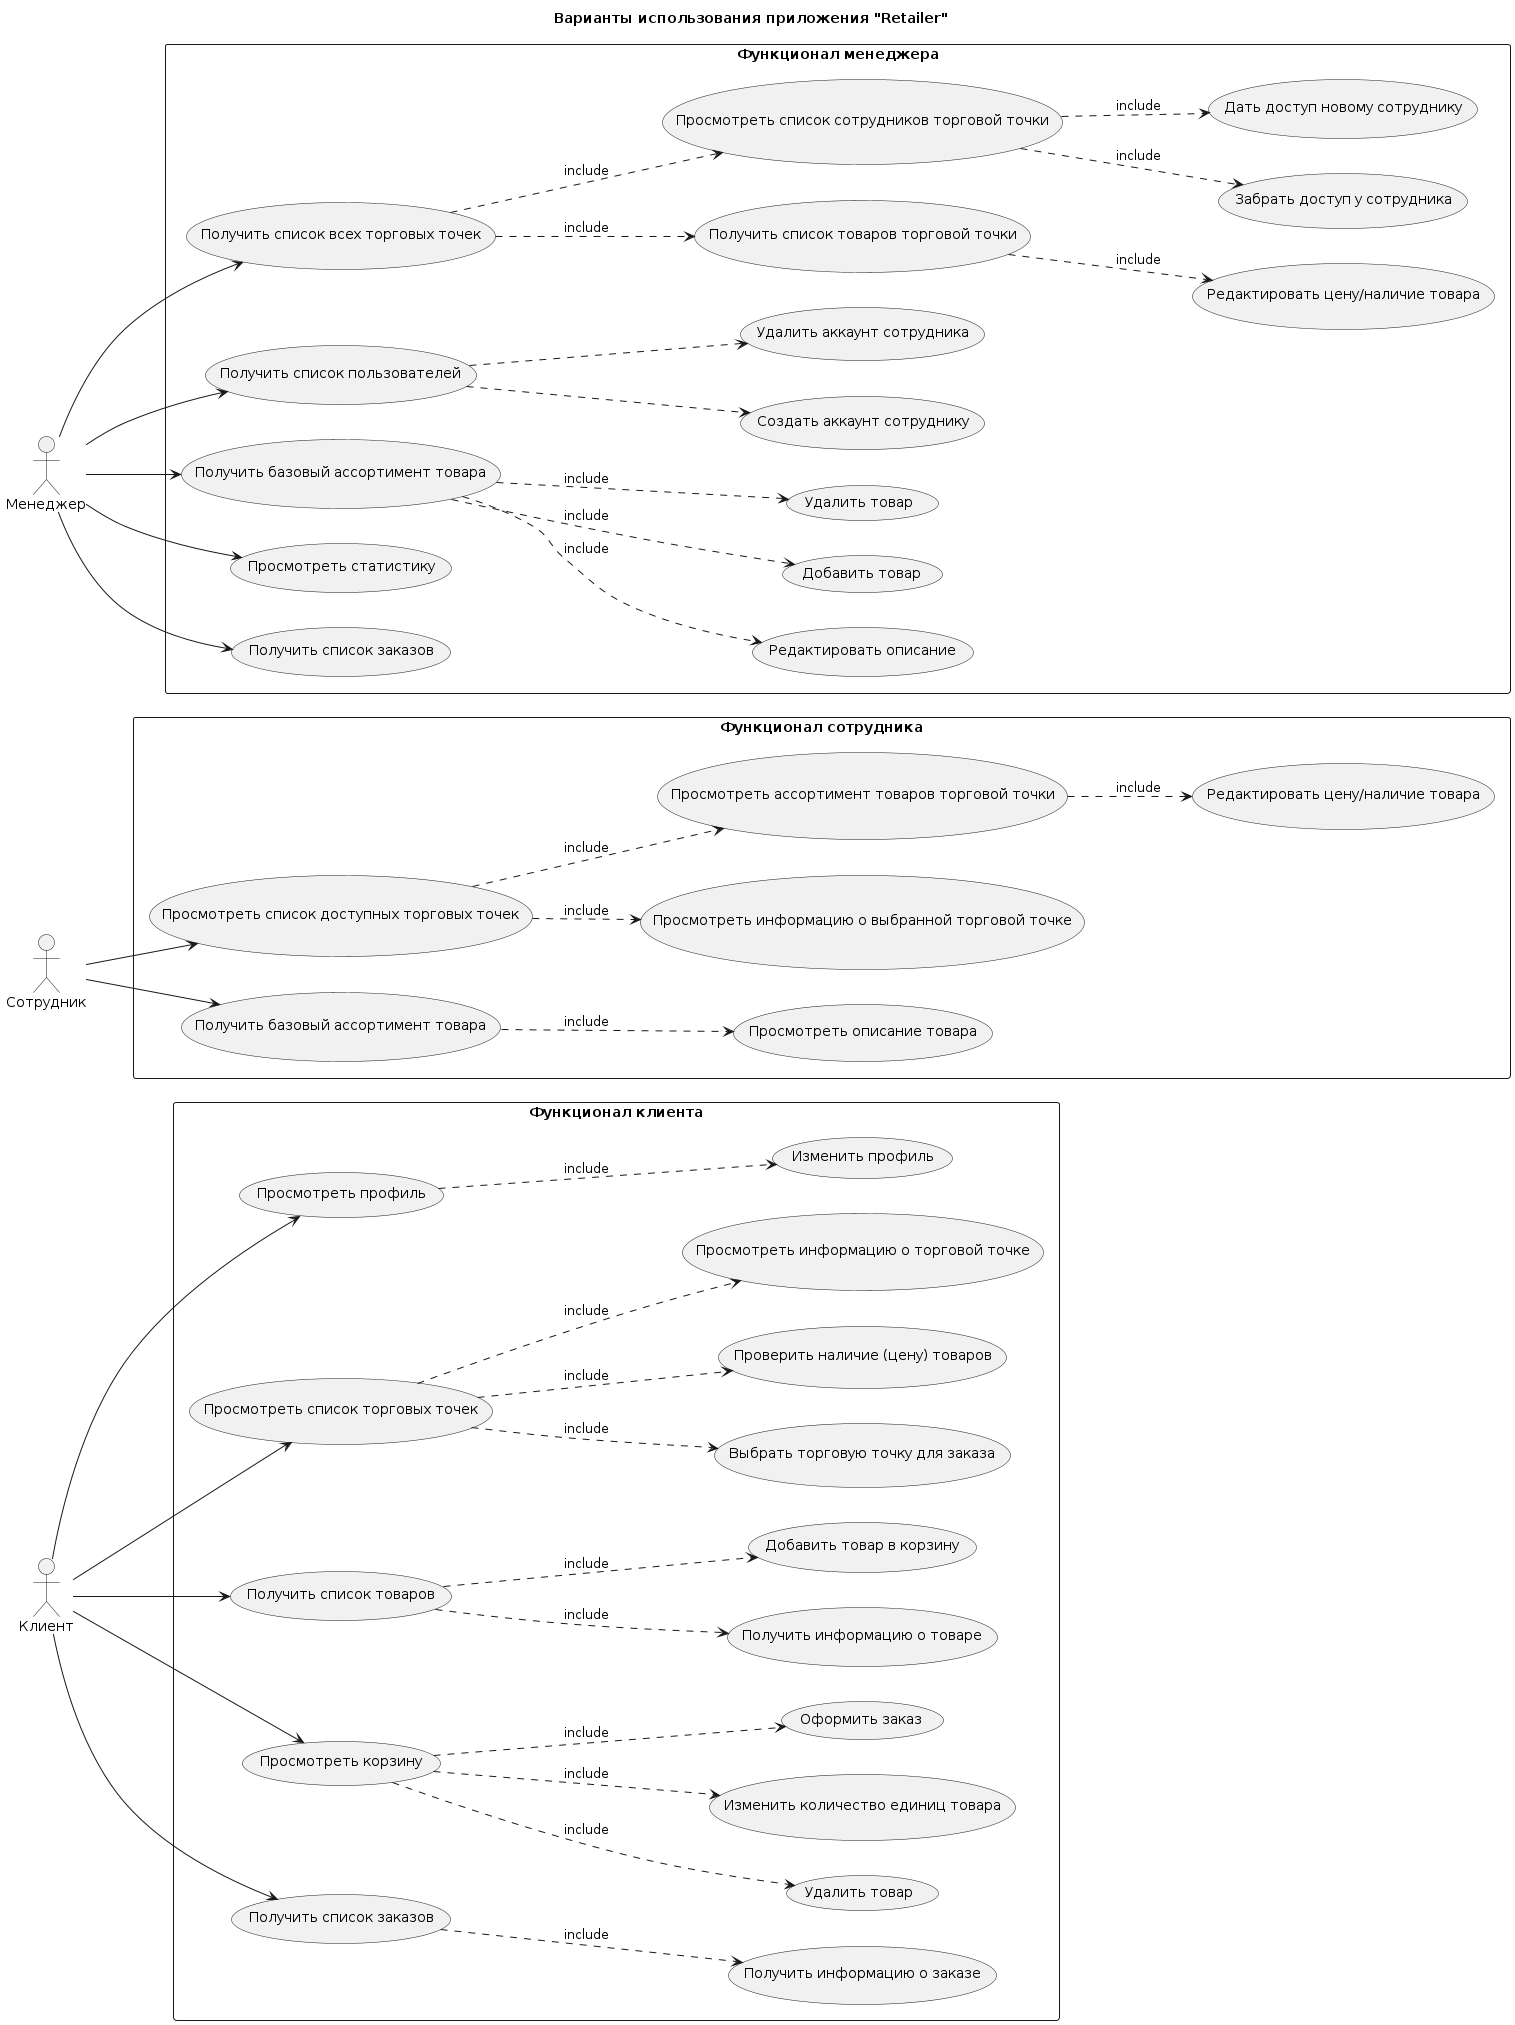 Варианты использования приложения "Retailer"
Функционал менеджера
Просмотреть список сотрудников торговой точки
include
Дать доступ новому сотруднику
include
Забрать доступ у сотрудника
include
Получить список всех торговых точек
include
Получить список товаров торговой точки
include
Редактировать цену/наличие товара
Удалить аккаунт сотрудника
Получить список пользователей
Создать аккаунт сотруднику
Менеджер
Получить базовый ассортимент товара
include
Удалить товар
include
Добавить товар
include
Просмотреть статистику
Получить список заказов
Редактировать описание
Функционал сотрудника
Просмотреть ассортимент товаров торговой точки
include
Редактировать цену/наличие товара
include
Просмотреть список доступных торговых точек
include
Просмотреть информацию о выбранной торговой точке
Сотрудник
Получить базовый ассортимент товара
include
Просмотреть описание товара
Функционал клиента
Просмотреть профиль
include
Изменить профиль
Просмотреть информацию о торговой точке
include
Проверить наличие (цену) товаров
include
Просмотреть список торговых точек
include
Выбрать торговую точку для заказа
Добавить товар в корзину
include
Клиент
Получить список товаров
include
Получить информацию о товаре
Оформить заказ
include
Просмотреть корзину
include
Изменить количество единиц товара
include
Удалить товар
Получить список заказов
include
Получить информацию о заказе